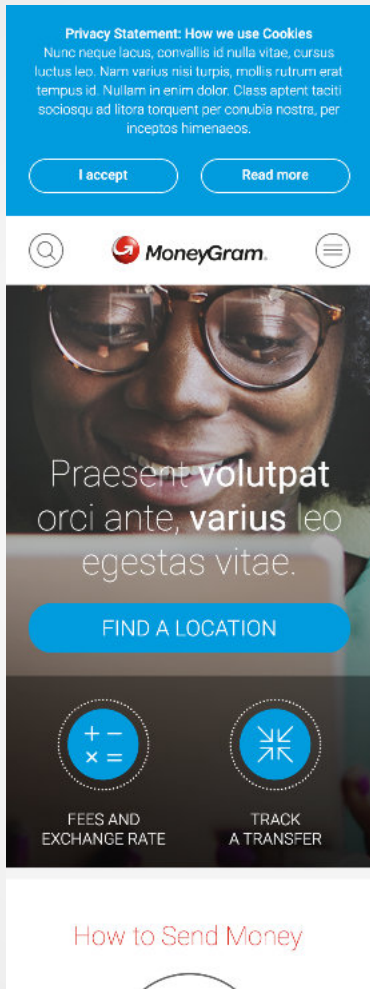 Privacy Statement: How we use Cookies
Nunc neque lacus, convallis id nulla vitae, cursus
luctus leo. Nam varius nisi turpis, mollis rutrum erat
tempus id. Nullam in enim dolor. Class aptent taciti
sociosqu ad litora torquent per conubia nostra, per
inceptos himenaeos.
I accept
Read more
MoneyGram.
Praesent volutpat
orci ante, varius leo
egestas vitae.
FIND A LOCATION
+ −
× =
FEES AND
EXCHANGE RATE
TRACK
A TRANSFER
How to Send Money